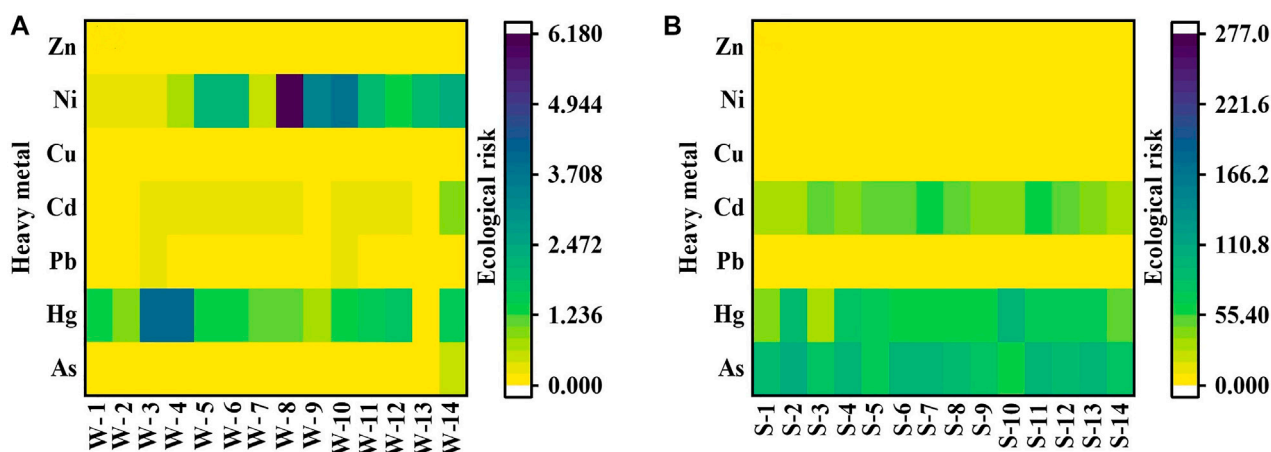 A
Heavy metal
Zn
Ni
Cu
Cd
Pb
Hg
As
W-1
W-2
W-3
W-4
W-5
W-6
W-7
W-8
W-9
W-10
W-11
W-12
W-13
W-14
Ecological risk
6.180
4.944
3.708
2.472
1.236
0.000
B
Heavy metal
Zn
Ni
Cu
Cd
Pb
Hg
As
S-1
S-2
S-3
S-4
S-5
S-6
S-7
S-8
S-9
S-10
S-11
S-12
S-13
S-14
Ecological risk
277.0
221.6
166.2
110.8
55.40
0.000